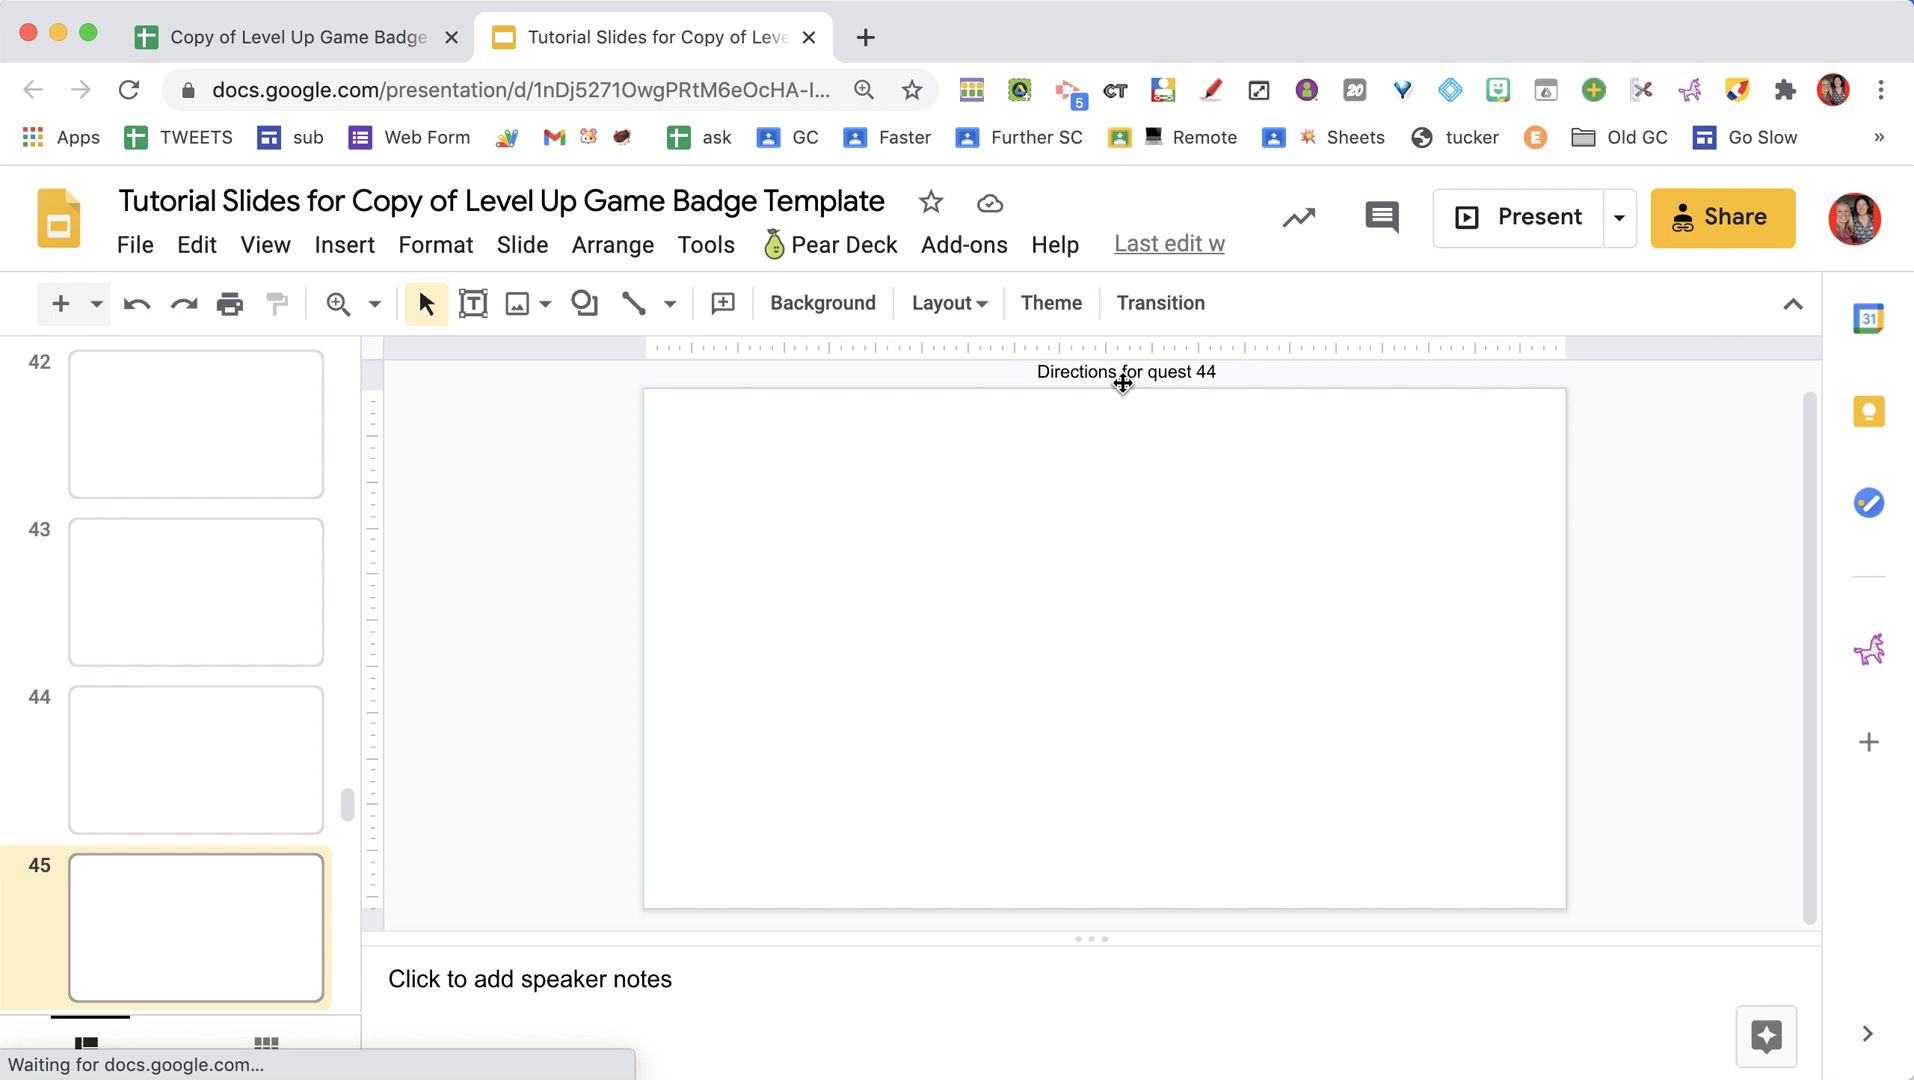 Copy of Level Up Game Badge
Tutorial Slides for Copy of Leve
docs.google.com/presentation/d/1nDj5271OwgPRtM6eOcHA-I...
5
CT
20
Apps
TWEETS
sub
Web Form
ask
GC
Faster
Further SC
Remote
Sheets
tucker
E
Old GC
Go Slow
»
Tutorial Slides for Copy of Level Up Game Badge Template
Present
Share
File Edit View Insert Format Slide Arrange Tools Pear Deck Add-ons Help Last edit w
Background
Layout
Theme
Transition
31
42
Directions for quest 44
43
44
45
Click to add speaker notes
Waiting for docs.google.com...